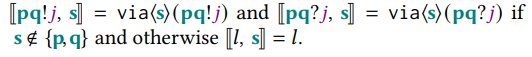 ⟦pq!j, s⟧ = via⟨s⟩(pq!j) and ⟦pq?j, s⟧ = via⟨s⟩(pq?j) if
s ∉ {p,q} and otherwise ⟦l, s⟧ = l.